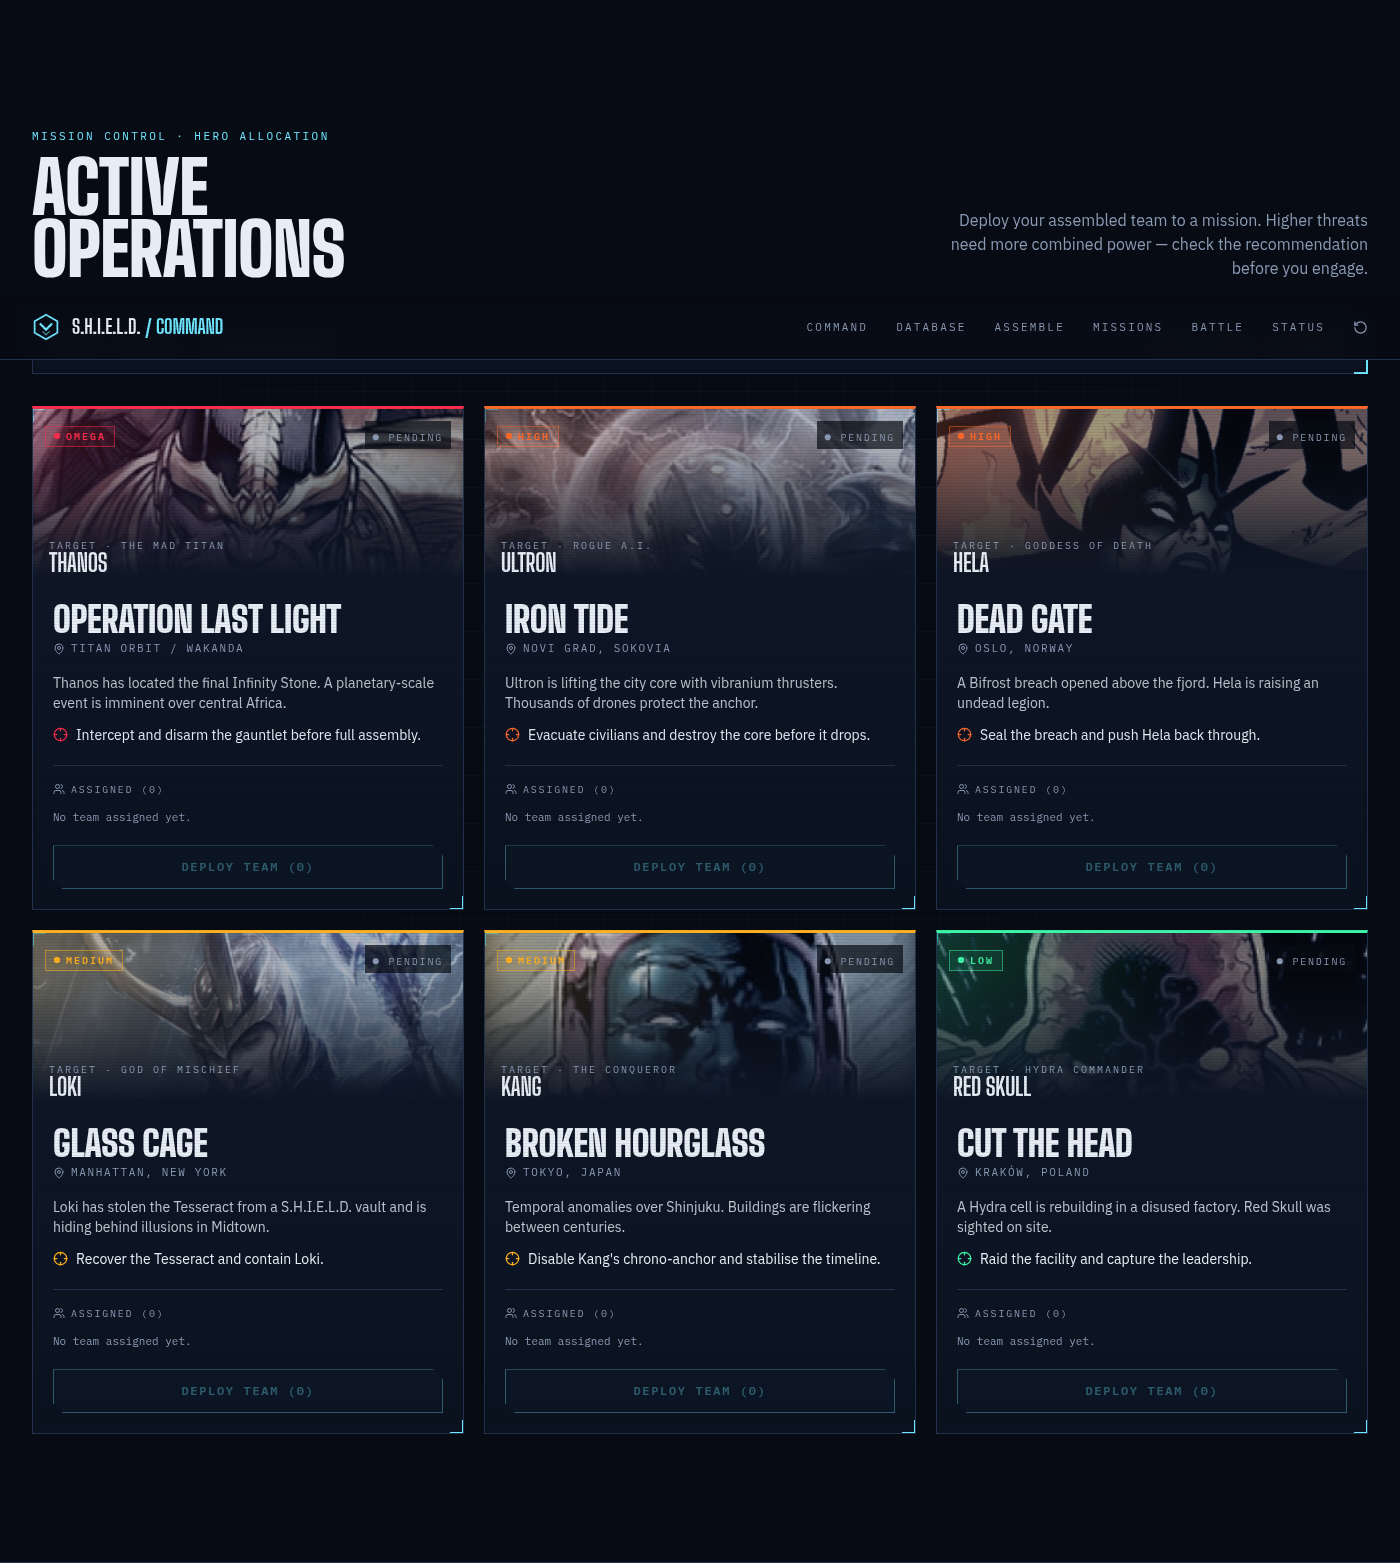 MISSION CONTROL · HERO ALLOCATION
ACTIVE
OPERATIONS
Deploy your assembled team to a mission. Higher threats
need more combined power — check the recommendation
before you engage.
S.H.I.E.L.D. / COMMAND
COMMAND DATABASE ASSEMBLE MISSIONS BATTLE STATUS
OMEGA
PENDING
TARGET · THE MAD TITAN
THANOS
OPERATION LAST LIGHT
TITAN ORBIT / WAKANDA
Thanos has located the final Infinity Stone. A planetary-scale
event is imminent over central Africa.
Intercept and disarm the gauntlet before full assembly.
ASSIGNED (0)
No team assigned yet.
DEPLOY TEAM (0)
HIGH
PENDING
TARGET · ROGUE A.I.
ULTRON
IRON TIDE
NOVI GRAD, SOKOVIA
Ultron is lifting the city core with vibranium thrusters.
Thousands of drones protect the anchor.
Evacuate civilians and destroy the core before it drops.
ASSIGNED (0)
No team assigned yet.
DEPLOY TEAM (0)
HIGH
PENDING
TARGET · GODDESS OF DEATH
HELA
DEAD GATE
OSLO, NORWAY
A Bifrost breach opened above the fjord. Hela is raising an
undead legion.
Seal the breach and push Hela back through.
ASSIGNED (0)
No team assigned yet.
DEPLOY TEAM (0)
MEDIUM
PENDING
TARGET · GOD OF MISCHIEF
LOKI
GLASS CAGE
MANHATTAN, NEW YORK
Loki has stolen the Tesseract from a S.H.I.E.L.D. vault and is
hiding behind illusions in Midtown.
Recover the Tesseract and contain Loki.
ASSIGNED (0)
No team assigned yet.
DEPLOY TEAM (0)
MEDIUM
PENDING
TARGET · THE CONQUEROR
KANG
BROKEN HOURGLASS
TOKYO, JAPAN
Temporal anomalies over Shinjuku. Buildings are flickering
between centuries.
Disable Kang's chrono-anchor and stabilise the timeline.
ASSIGNED (0)
No team assigned yet.
DEPLOY TEAM (0)
LOW
PENDING
TARGET · HYDRA COMMANDER
RED SKULL
CUT THE HEAD
KRAKÓW, POLAND
A Hydra cell is rebuilding in a disused factory. Red Skull was
sighted on site.
Raid the facility and capture the leadership.
ASSIGNED (0)
No team assigned yet.
DEPLOY TEAM (0)